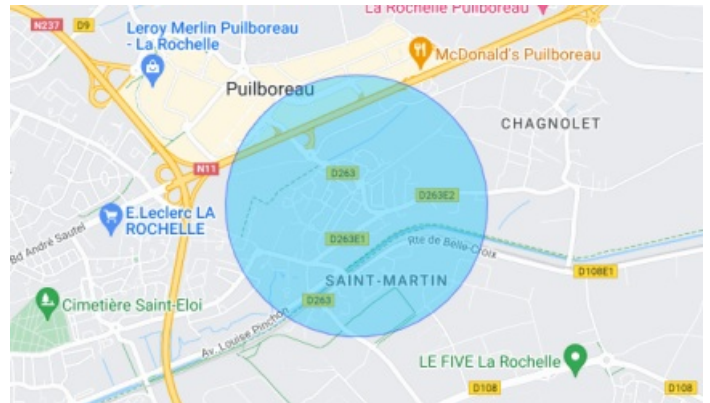 La Rochelle Puilboreau
N237
D9
Leroy Merlin Puilboreau
- La Rochelle
McDonald's Puilboreau
Puilboreau
CHAGNOLET
N11
D263
D263E2
E.Leclerc LA
ROCHELLE
Bd André Sautel
D263E1
Rte de Belle-Croix
D108E1
SAINT-MARTIN
Cimetière Saint-Eloi
D263
Av. Louise Pinchon
LE FIVE La Rochelle
D108
D108